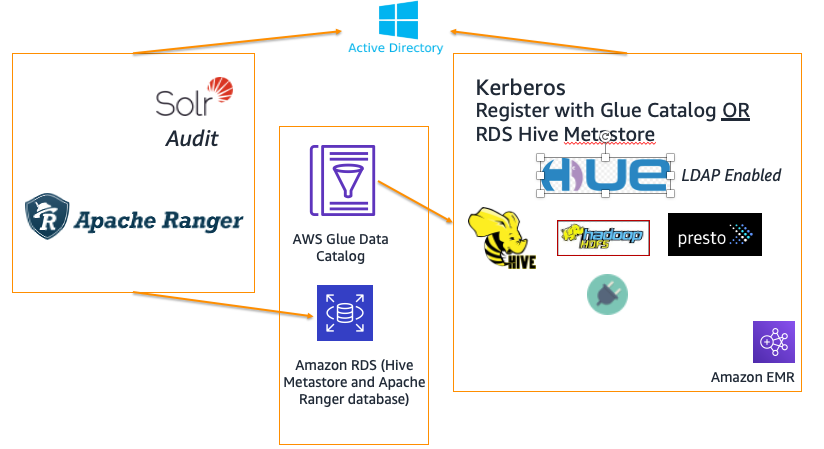 Active Directory
Solr
Audit
R
Apache Ranger
AWS Glue Data
Catalog
Amazon RDS (Hive
Metastore and Apache
Ranger database)
Kerberos
Register with Glue Catalog OR
RDS Hive Metastore
HUE
LDAP Enabled
HIVE
hadoop
HDFS
presto
Amazon EMR